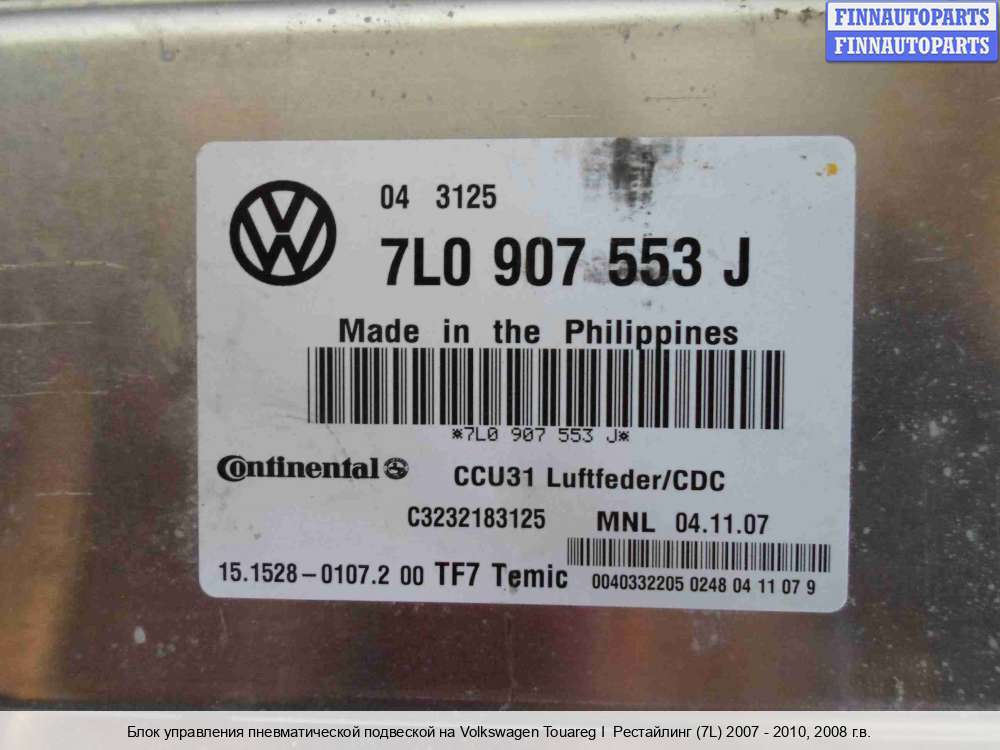 FINNAUTOPARTS
FINNAUTOPARTS
04 3125
7L0 907 553 J
Made in the Philippines
*7L0 907 553 J*
Continental CCU31 Luftfeder/CDC
C3232183125 MNL 04.11.07
15.1528-0107.2 00 TF7 Temic 0040332205 0248 04 11 07 9
Блок управления пневматической подвеской на Volkswagen Touareg I Рестайлинг (7L) 2007 - 2010, 2008 г.в.